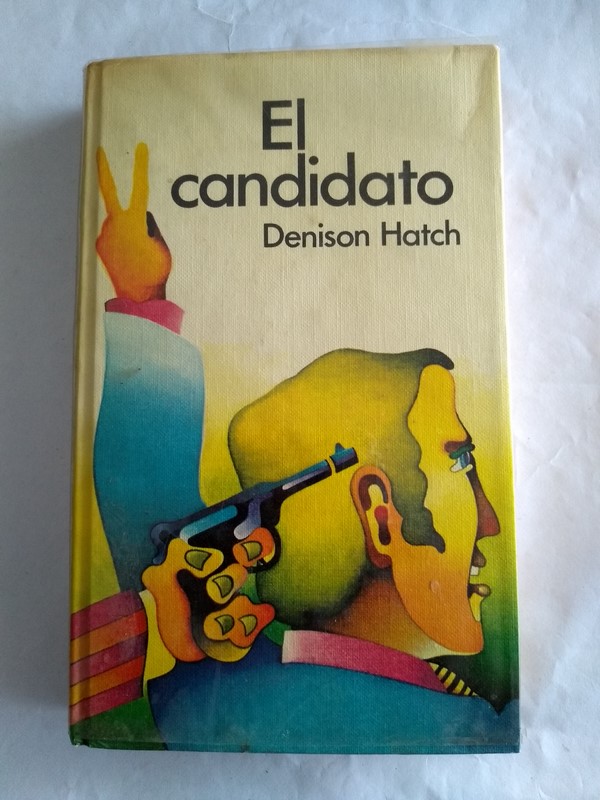 El
candidato
Denison Hatch